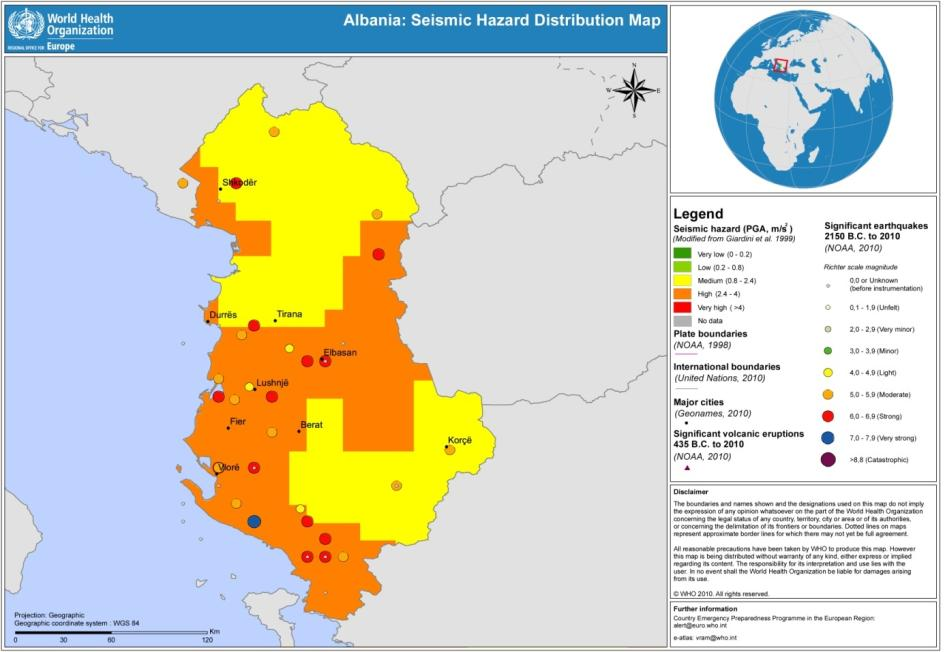 World Health
Organization
REGIONAL OFFICE FOR Europe
Albania: Seismic Hazard Distribution Map
N
W E
S
Shkodër
Durrës
Tirana
Elbasan
Lushnjë
Fier
Berat
Korçë
Vlorë
Projection: Geographic
Geographic coordinate system : WGS 84
Km
0 30 60 120
Legend
Seismic hazard (PGA, m/s²)
(Modified from Giardini et al. 1999)
Very low (0 - 0.2)
Low (0.2 - 0.8)
Medium (0.8 - 2.4)
High (2.4 - 4)
Very high ( >4)
No data
Plate boundaries
(NOAA, 1998)
International boundaries
(United Nations, 2010)
Major cities
(Geonames, 2010)
Significant volcanic eruptions
435 B.C. to 2010
(NOAA, 2010)
Significant earthquakes
2150 B.C. to 2010
(NOAA, 2010)
Richter scale magnitude
0,0 or Unknown
(before instrumentation)
0,1 - 1,9 (Unfelt)
2,0 - 2,9 (Very minor)
3,0 - 3,9 (Minor)
4,0 - 4,9 (Light)
5,0 - 5,9 (Moderate)
6,0 - 6,9 (Strong)
7,0 - 7,9 (Very strong)
>8,8 (Catastrophic)
Disclaimer
The boundaries and names shown and the designations used on this map do not imply
the expression of any opinion whatsoever on the part of the World Health Organization
concerning the legal status of any country, territory, city or area or of its authorities,
or concerning the delimitation of its frontiers or boundaries. Dotted lines on maps
represent approximate border lines for which there may not yet be full agreement.
All reasonable precautions have been taken by WHO to produce this map. However
this map is being distributed without warranty of any kind, either express or implied
regarding its content. The responsibility for its interpretation and use lies with the
user. In no event shall the World Health Organization be liable for damages arising
from its use.
© WHO 2010. All rights reserved.
Further information
Country Emergency Preparedness Programme in the European Region:
alert@euro.who.int
e-atlas: vram@who.int